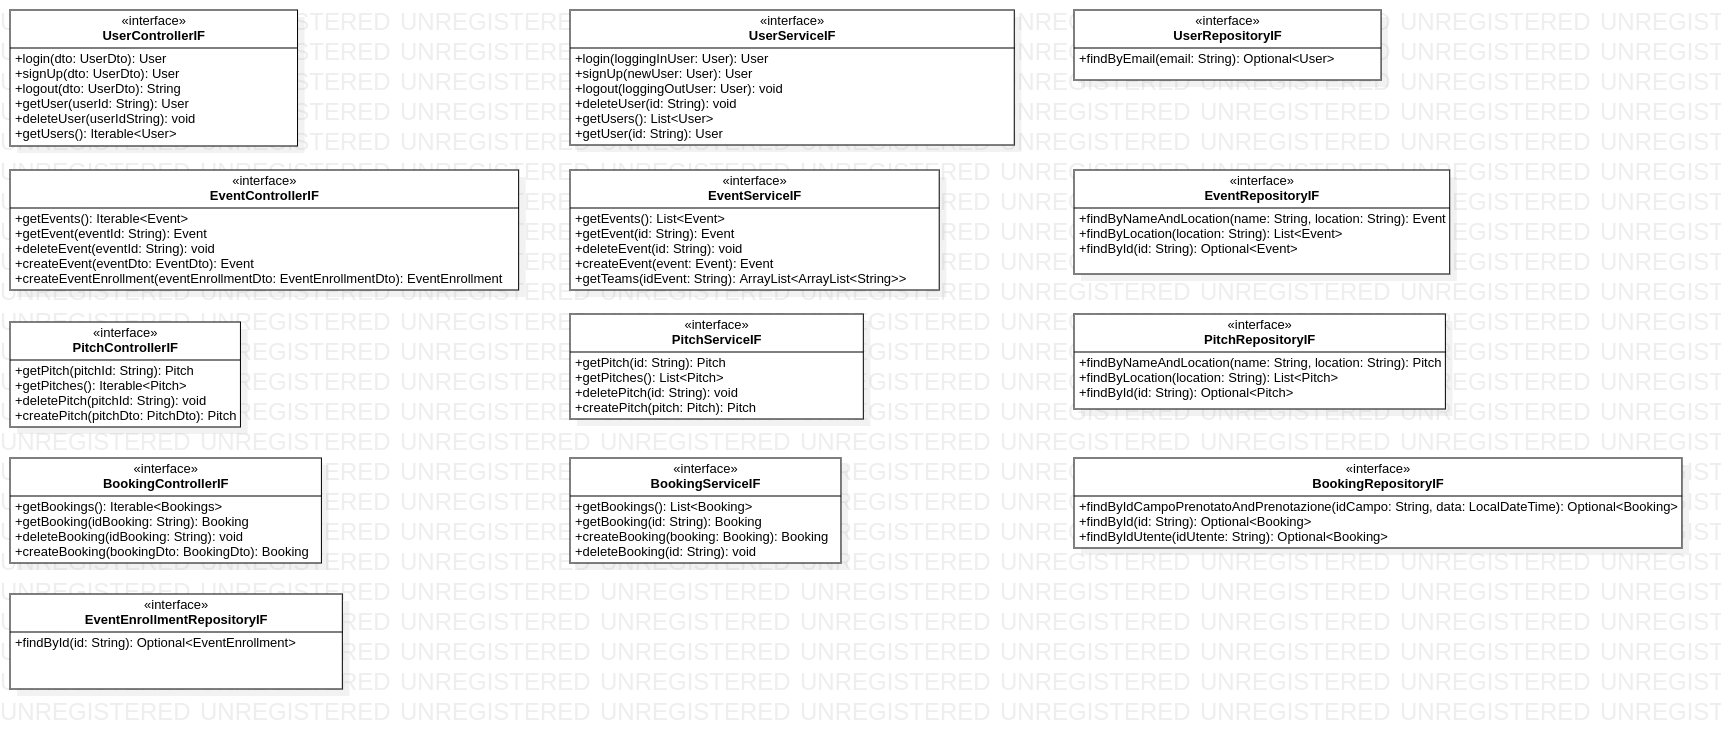 «interface»
UserControllerIF
+login(dto: UserDto): User
+signUp(dto: UserDto): User
+logout(dto: UserDto): String
+getUser(userId: String): User
+deleteUser(userIdString): void
+getUsers(): Iterable<User>
«interface»
UserServiceIF
+login(loggingInUser: User): User
+signUp(newUser: User): User
+logout(loggingOutUser: User): void
+deleteUser(id: String): void
+getUsers(): List<User>
+getUser(id: String): User
«interface»
UserRepositoryIF
+findByEmail(email: String): Optional<User>
«interface»
EventControllerIF
+getEvents(): Iterable<Event>
+getEvent(eventId: String): Event
+deleteEvent(eventId: String): void
+createEvent(eventDto: EventDto): Event
+createEventEnrollment(eventEnrollmentDto: EventEnrollmentDto): EventEnrollment
«interface»
EventServiceIF
+getEvents(): List<Event>
+getEvent(id: String): Event
+deleteEvent(id: String): void
+createEvent(event: Event): Event
+getTeams(idEvent: String): ArrayList<ArrayList<String>>
«interface»
EventRepositoryIF
+findByNameAndLocation(name: String, location: String): Event
+findByLocation(location: String): List<Event>
+findById(id: String): Optional<Event>
«interface»
PitchControllerIF
+getPitch(pitchId: String): Pitch
+getPitches(): Iterable<Pitch>
+deletePitch(pitchId: String): void
+createPitch(pitchDto: PitchDto): Pitch
«interface»
PitchServiceIF
+getPitch(id: String): Pitch
+getPitches(): List<Pitch>
+deletePitch(id: String): void
+createPitch(pitch: Pitch): Pitch
«interface»
PitchRepositoryIF
+findByNameAndLocation(name: String, location: String): Pitch
+findByLocation(location: String): List<Pitch>
+findById(id: String): Optional<Pitch>
«interface»
BookingControllerIF
+getBookings(): Iterable<Bookings>
+getBooking(idBooking: String): Booking
+deleteBooking(idBooking: String): void
+createBooking(bookingDto: BookingDto): Booking
«interface»
BookingServiceIF
+getBookings(): List<Booking>
+getBooking(id: String): Booking
+createBooking(booking: Booking): Booking
+deleteBooking(id: String): void
«interface»
BookingRepositoryIF
+findByIdCampoPrenotatoAndPrenotazione(idCampo: String, data: LocalDateTime): Optional<Booking>
+findById(id: String): Optional<Booking>
+findByIdUtente(idUtente: String): Optional<Booking>
«interface»
EventEnrollmentRepositoryIF
+findById(id: String): Optional<EventEnrollment>
UNREGISTERED UNREGISTERED UNREGISTERED UNREGISTERED UNREGISTERED UNREGISTERED UNREGISTERED UNREGISTERED UNREGIST